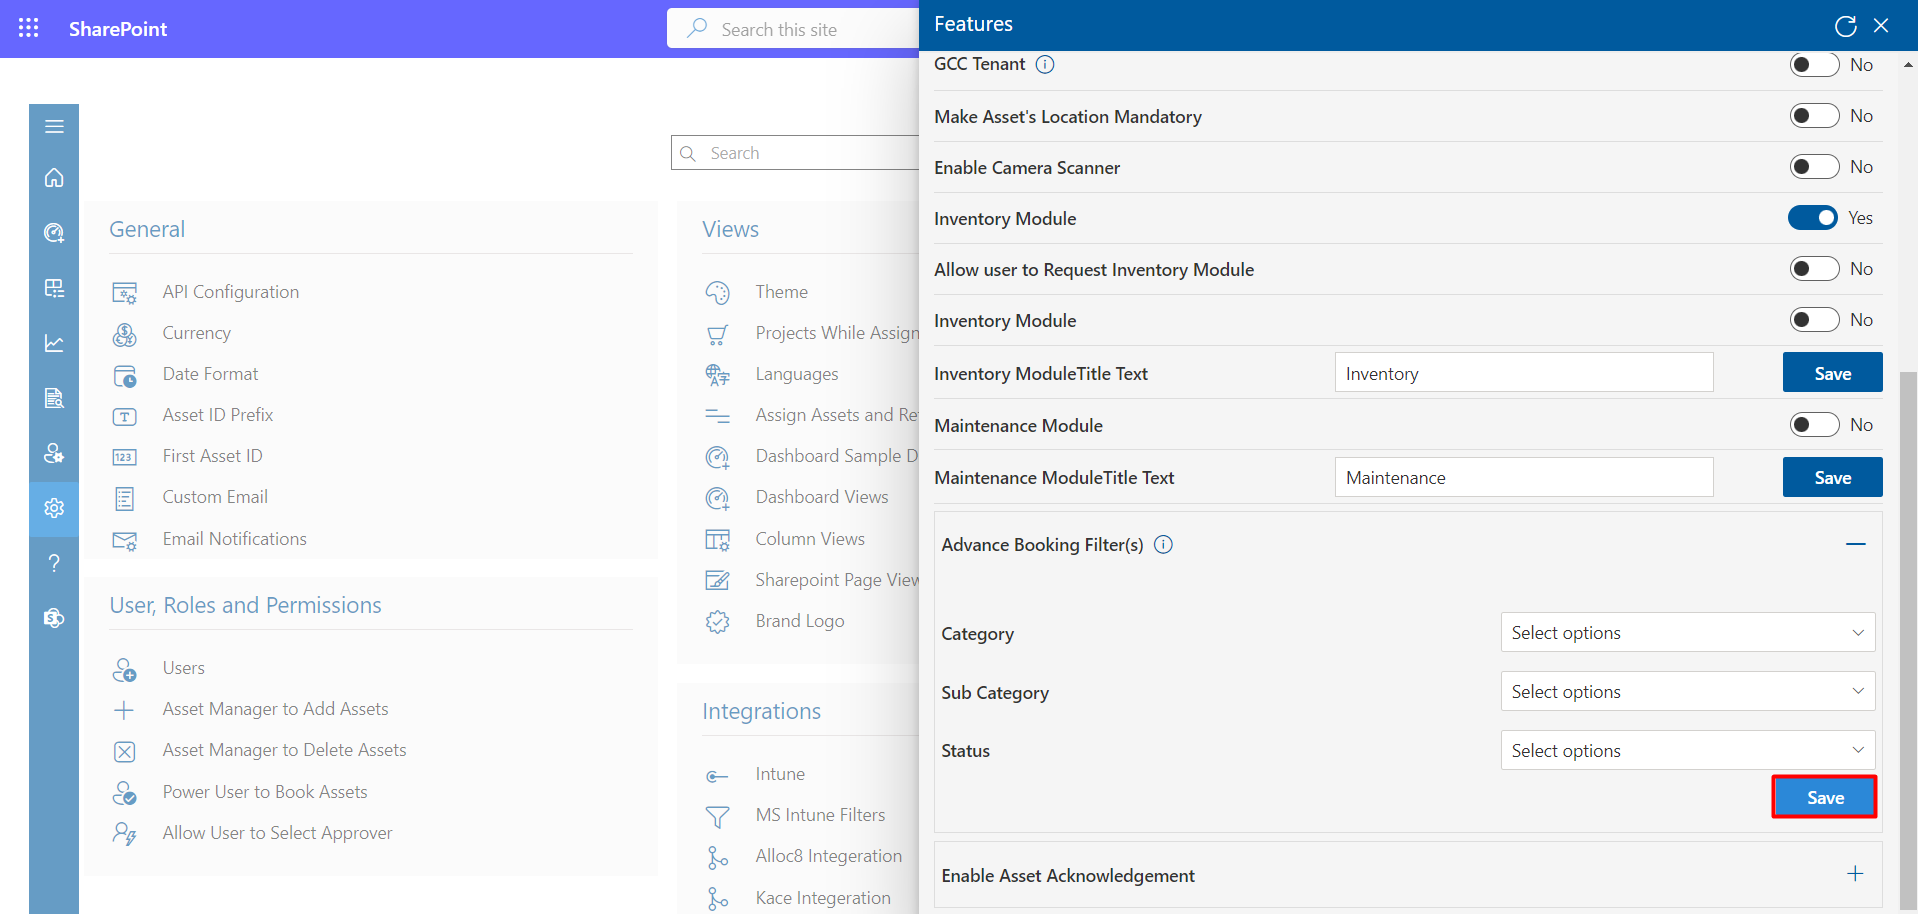 SharePoint
Search this site
Search
General
API Configuration
Currency
Date Format
Asset ID Prefix
First Asset ID
Custom Email
Email Notifications
User, Roles and Permissions
Users
Asset Manager to Add Assets
Asset Manager to Delete Assets
Power User to Book Assets
Allow User to Select Approver
Views
Theme
Projects While Assign
Languages
Assign Assets and Re
Dashboard Sample D
Dashboard Views
Column Views
Sharepoint Page View
Brand Logo
Integrations
Intune
MS Intune Filters
Alloc8 Integeration
Kace Integeration
Features
GCC Tenant No
Make Asset's Location Mandatory No
Enable Camera Scanner No
Inventory Module Yes
Allow user to Request Inventory Module No
Inventory Module No
Inventory ModuleTitle Text Inventory Save
Maintenance Module No
Maintenance ModuleTitle Text Maintenance Save
Advance Booking Filter(s)
Category Select options
Sub Category Select options
Status Select options
Save
Enable Asset Acknowledgement